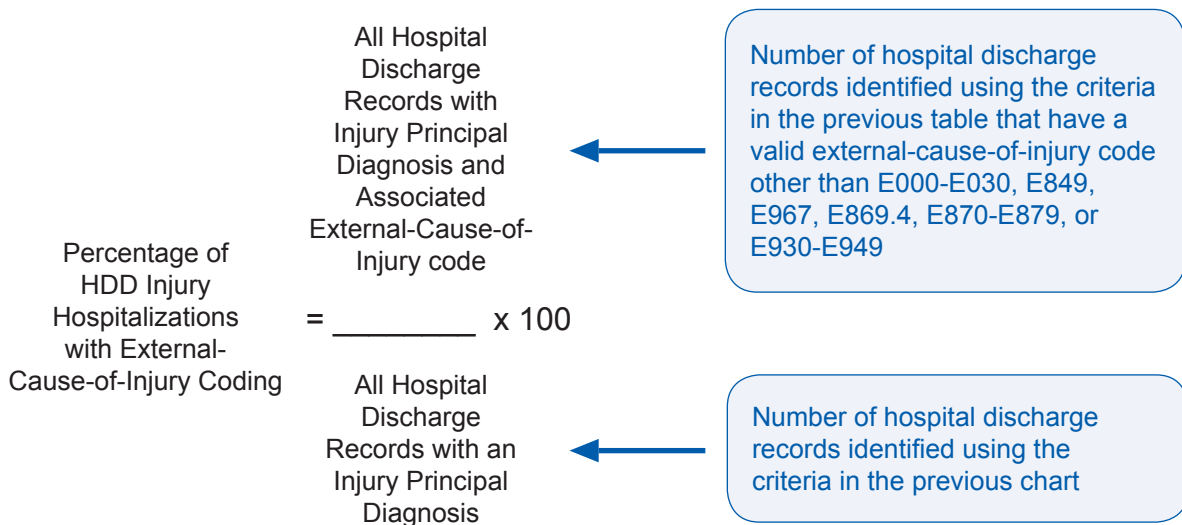 Percentage of
HDD Injury
Hospitalizations
with External-
Cause-of-Injury Coding
= ________ x 100
All Hospital
Discharge
Records with
Injury Principal
Diagnosis and
Associated
External-Cause-of-
Injury code
Number of hospital discharge
records identified using the criteria
in the previous table that have a
valid external-cause-of-injury code
other than E000-E030, E849,
E967, E869.4, E870-E879, or
E930-E949
All Hospital
Discharge
Records with an
Injury Principal
Diagnosis
Number of hospital discharge
records identified using the
criteria in the previous chart